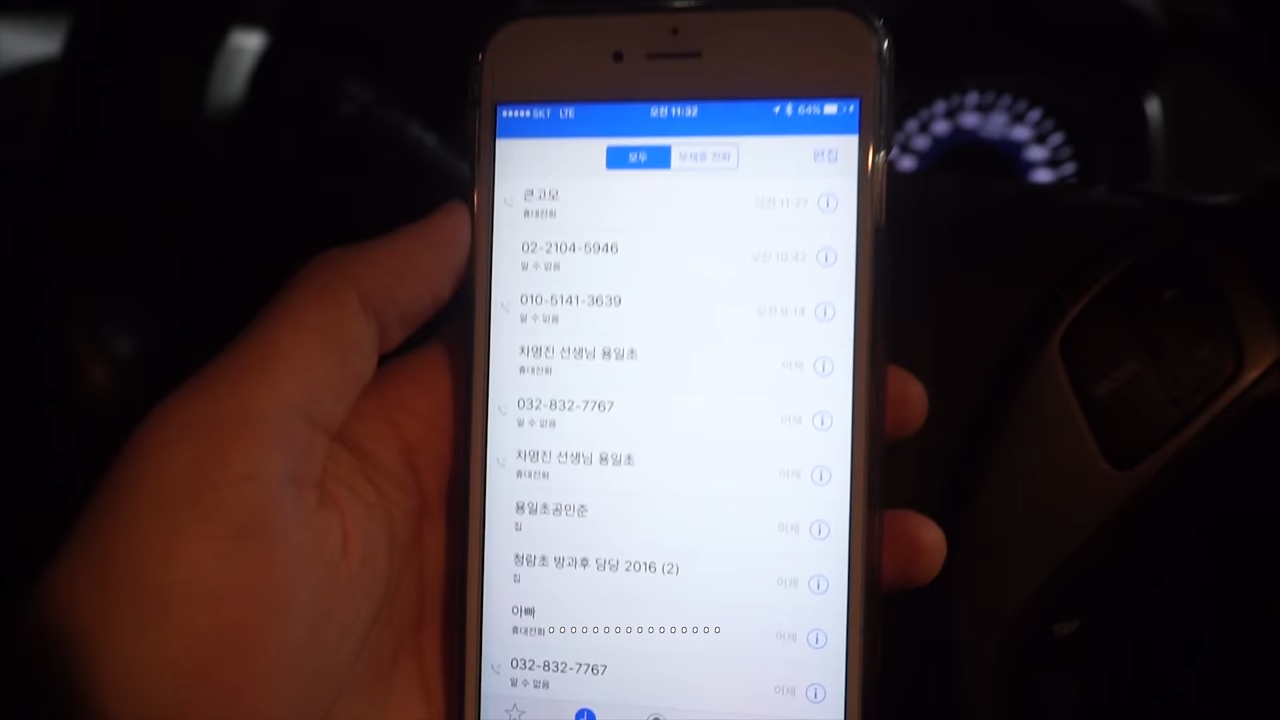 SKT LTE 오전 11:32 64%
모두 부재중 전화 편집
큰고모 오전 11:27
휴대전화
02-2104-5946 오전 10:42
알 수 없음
010-5141-3639 오전 9:14
알 수 없음
차명진 선생님 용일초 어제
휴대전화
032-832-7767 어제
알 수 없음
차명진 선생님 용일초 어제
휴대전화
용일초공민준 어제
집
청람초 방과후 담당 2016 (2) 어제
집
아빠 어제
휴대전화
032-832-7767 어제
알 수 없음